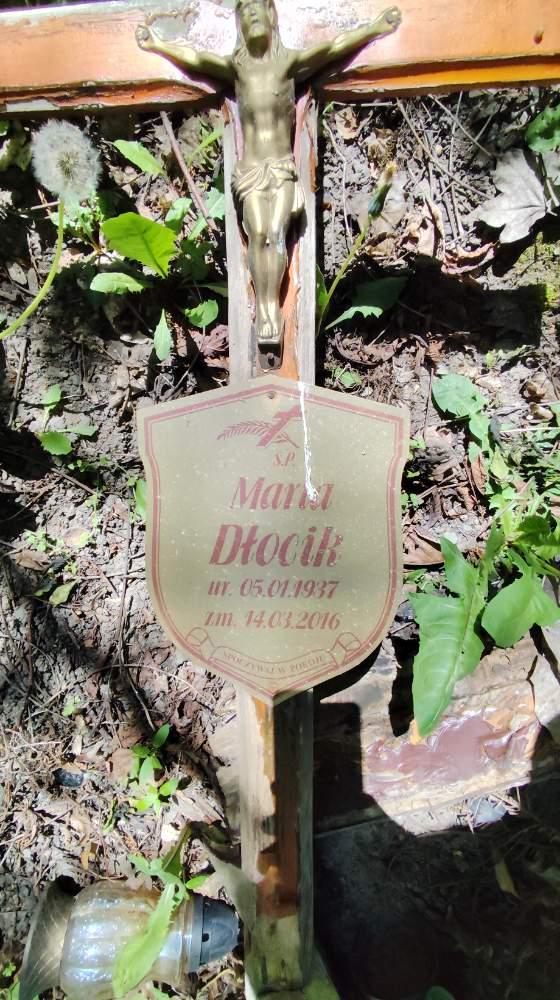 Ś.P.
Maria
Dłocik
ur. 05.01.1937
zm. 14.03.2016
SPOCZYWAJ W POKOJU